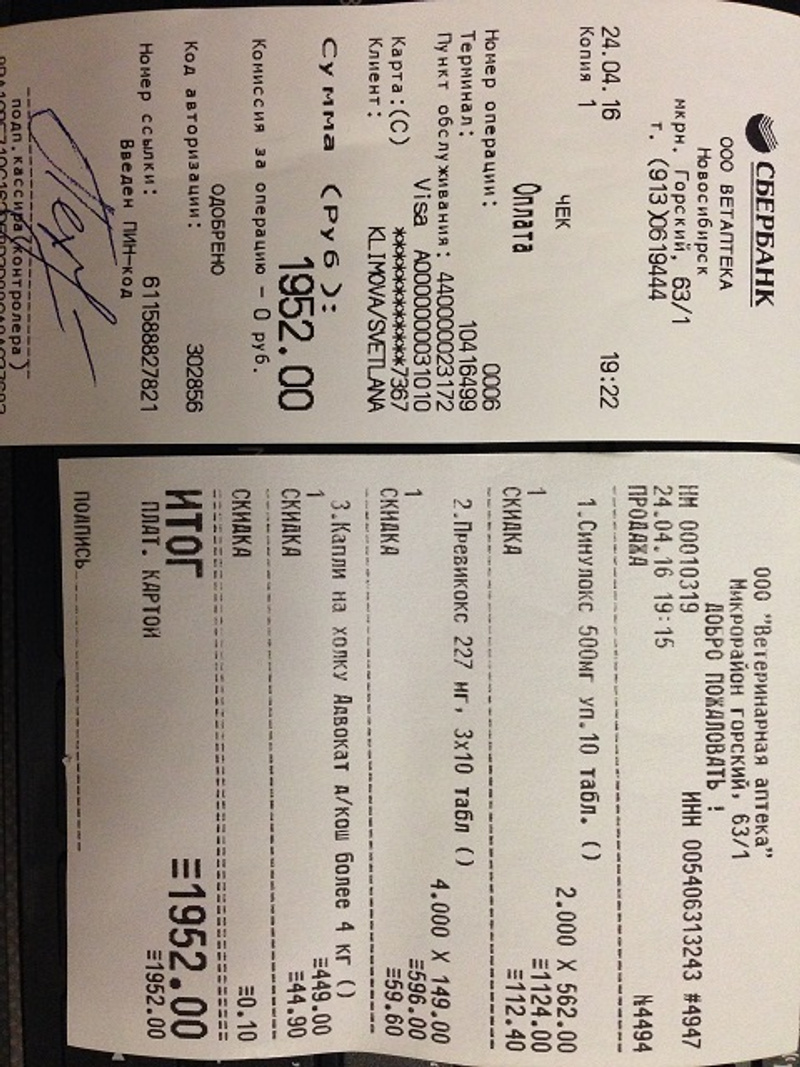 СБЕРБАНК
ООО ВЕТАПТЕКА
Новосибирск
мкрн. Горский, 63/1
т. (913)0619444
24.04.16 19:22
Копия 1
ЧЕК
Оплата
Номер операции: 0006
Терминал: 10416499
Пункт обслуживания: 440000023172
Visa A0000000031010
Карта:(C) ************7367
Клиент: KLIMOVA/SVETLANA
Сумма (Руб):
1952.00
Комиссия за операцию – 0 руб.
ОДОБРЕНО
Код авторизации: 302856
Номер ссылки: 611588827821
Введен ПИН-код
подп.кассира(контролера)
ООО "Ветеринарная аптека"
Микрорайон горский, 63/1
ДОБРО ПОЖАЛОВАТЬ !
НМ 00010319 ИНН 005406313243 #4947
24.04.16 19:15
ПРОДАЖА N4494
1.Синулокс 500мг уп.10 табл. ()
2.000 X 562.00
1 ≡1124.00
СКИДКА ≡112.40
2.Превикокс 227 мг, 3х10 табл ()
4.000 X 149.00
1 ≡596.00
СКИДКА ≡59.60
3.Капли на холку Адвокат д/кош более 4 кг ()
1 ≡449.00
СКИДКА ≡44.90
СКИДКА ≡0.10
ИТОГ ≡1952.00
ПЛАТ. КАРТОЙ ≡1952.00
ПОДПИСЬ